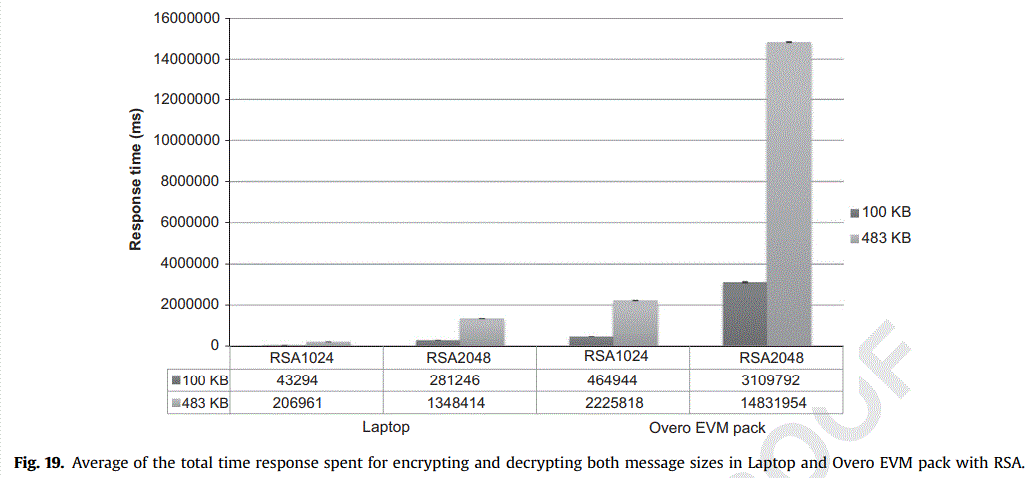 16000000
14000000
12000000
10000000
8000000
6000000
4000000
2000000
0
Response time (ms)
100 KB
483 KB
RSA1024 RSA2048 RSA1024 RSA2048
100 KB 43294 281246 464944 3109792
483 KB 206961 1348414 2225818 14831954
Laptop Overo EVM pack
Fig. 19. Average of the total time response spent for encrypting and decrypting both message sizes in Laptop and Overo EVM pack with RSA.